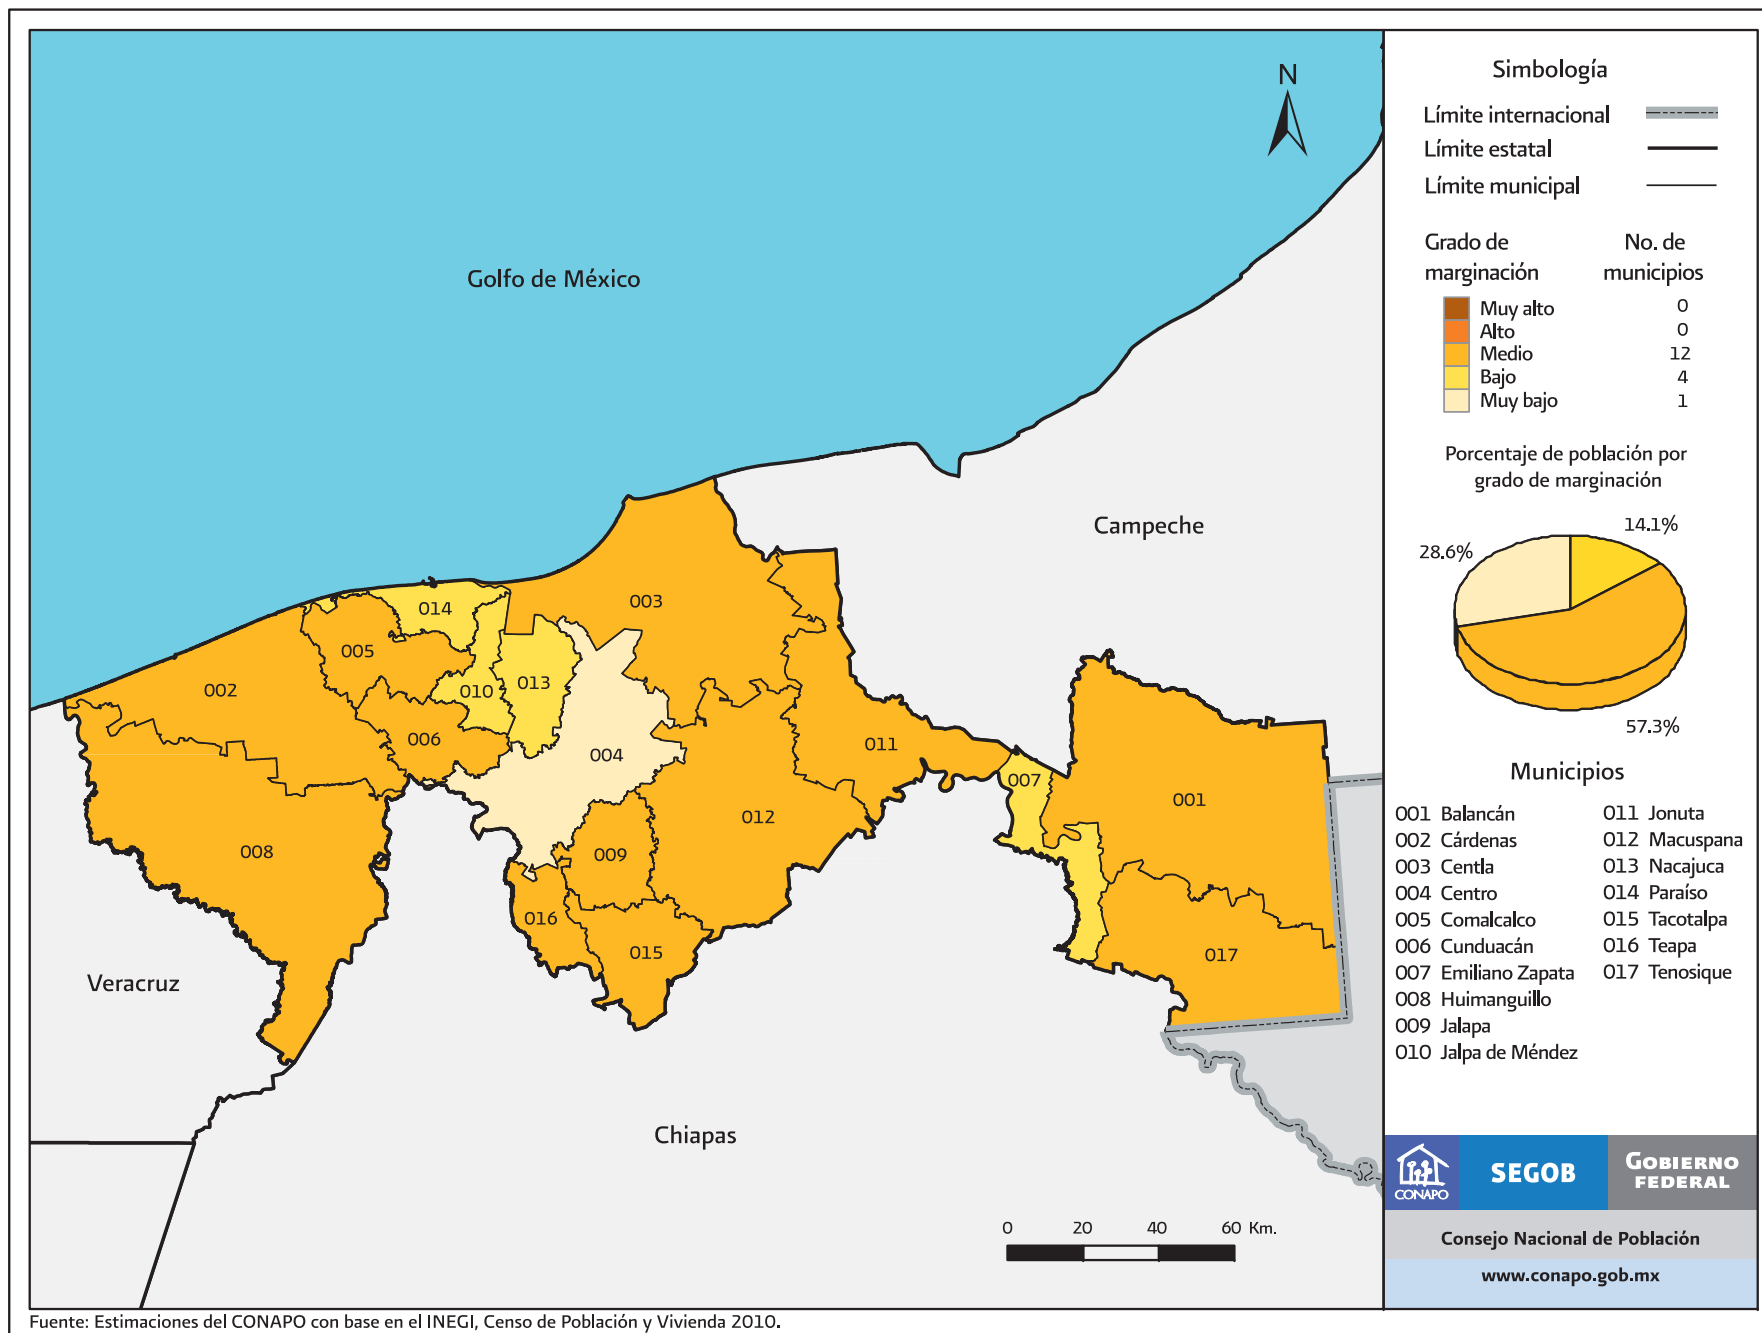 N
Golfo de México
Campeche
Veracruz
Chiapas
014
003
005
002
010
013
006
004
011
007
001
012
008
009
016
015
017
0 20 40 60 Km.
Simbología
Límite internacional
Límite estatal
Límite municipal
Grado de No. de
marginación municipios
Muy alto 0
Alto 0
Medio 12
Bajo 4
Muy bajo 1
Porcentaje de población por
grado de marginación
14.1%
28.6%
57.3%
Municipios
001 Balancán 011 Jonuta
002 Cárdenas 012 Macuspana
003 Centla 013 Nacajuca
004 Centro 014 Paraíso
005 Comalcalco 015 Tacotalpa
006 Cunduacán 016 Teapa
007 Emiliano Zapata 017 Tenosique
008 Huimanguillo
009 Jalapa
010 Jalpa de Méndez
CONAPO
SEGOB
GOBIERNO
FEDERAL
Consejo Nacional de Población
www.conapo.gob.mx
Fuente: Estimaciones del CONAPO con base en el INEGI, Censo de Población y Vivienda 2010.